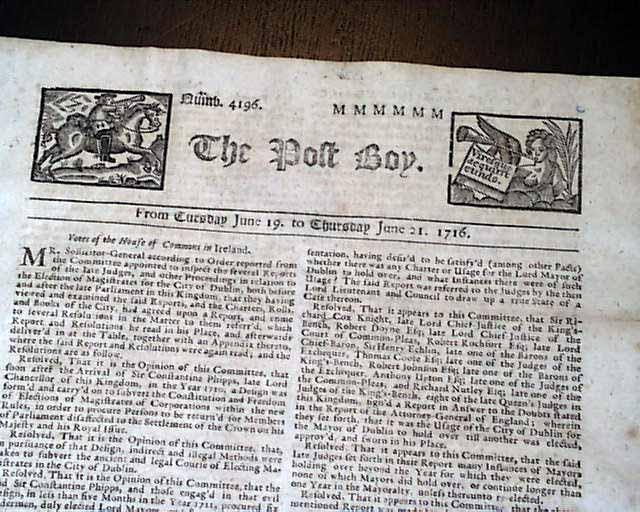 Numb. 4196.
M M M M M M
The Post Boy.
Viresque
acquirit
eundo.
From Tuesday June 19. to Thursday June 21. 1716.
Votes of the House of Commons in Ireland.
MR. Sollicitor-General according to Order reported from
the Committee appointed to inspect the several Reports
of the late Judges, and other Proceedings in relation to
the Election of Magistrates for the City of Dublin, both before
and after the late Parliament in this Kingdom, that they having
viewed and examined the said Reports, and the Charters, Rolls
and Books of the City, had agreed upon a Report, and come
to several Resolutions in the Matter to them referr'd, which
Report and Resolutions he read in his Place, and afterwards
deliver'd in at the Table, together with an Appendix thereto,
where the said Report and Resolutions were again read; and the
Resolutions are as follow.
Resolved, That it is the Opinion of this Committee, that
soon after the Arrival of Sir Constantine Phipps, late Lord
Chancellor of this Kingdom, in the Year 1710, a Design was
form'd and carry'd on to subvert the Constitution and Freedom
of Elections of Magistrates of Corporations within the new
Rules, in order to procure Persons to be return'd for Members
of Parliament disaffected to the Settlement of the Crown on his
Majesty and his Royal Issue.
Resolved, That it is the Opinion of this Committee, that,
in pursuance of that Design, indirect and illegal Methods were
taken to subvert the ancient and legal Course of Electing Ma-
gistrates in the City of Dublin.
Resolved, That it is the Opinion of this Committee, that the
said Sir Constantine Phipps, and those engag'd in that evil
Design, in less than five Months in the Year 1711, procured
dermen, duly elected Lord Mayor
sentation, having desir'd to be satisfy'd (among other Facts)
whether there was any Charter or Usage for the Lord Mayor of
Dublin to hold over, and what Instances there were of such
Usage? The said Report was referred to the Judges by the then
Lord Lieutenant and Council to draw up a true State of a
Case thereon.
Resolved, That it appears to this Committee, that Sir Ri-
chard Cox Knight, late Lord Chief Justice of the King's-
Bench, Robert Doyne Esq; late Lord Chief Justice of the
Court of Common-Pleas, Robert Rochfort Esq; late Lord
Chief-Baron, Sir Jeffery Echlin, late one of the Barons of the
Exchequer, Thomas Coote Esq; late one of the Judges of the
King's-Bench, Robert Johnson Esq; late one of the Barons of
the Exchequer, Anthony Upton Esq; late one of the Judges of
the Common-Pleas, and Richard Nutley Esq; late one of the
Judges of the King's-Bench, eight of the late Queen's Judges in
this Kingdom, sign'd a Report in Answer to the Doubts stated
in the Report of the Attorney-General of England; wherein
they set forth, that it was the Usage of the City of Dublin for
the Mayor of Dublin to hold over till another was elected,
approv'd, and sworn in his Place.
Resolved, That it appears to this Committee, that the said
late Judges set forth in their Report many Instances of Mayors
holding over beyond the Year for which they were elected,
none of which Mayors did hold over, or continue longer than
one Year in the Mayoralty, unless thereunto re-elected.
Resolved, That it appears to this Committee, that the
mentioned Report was made